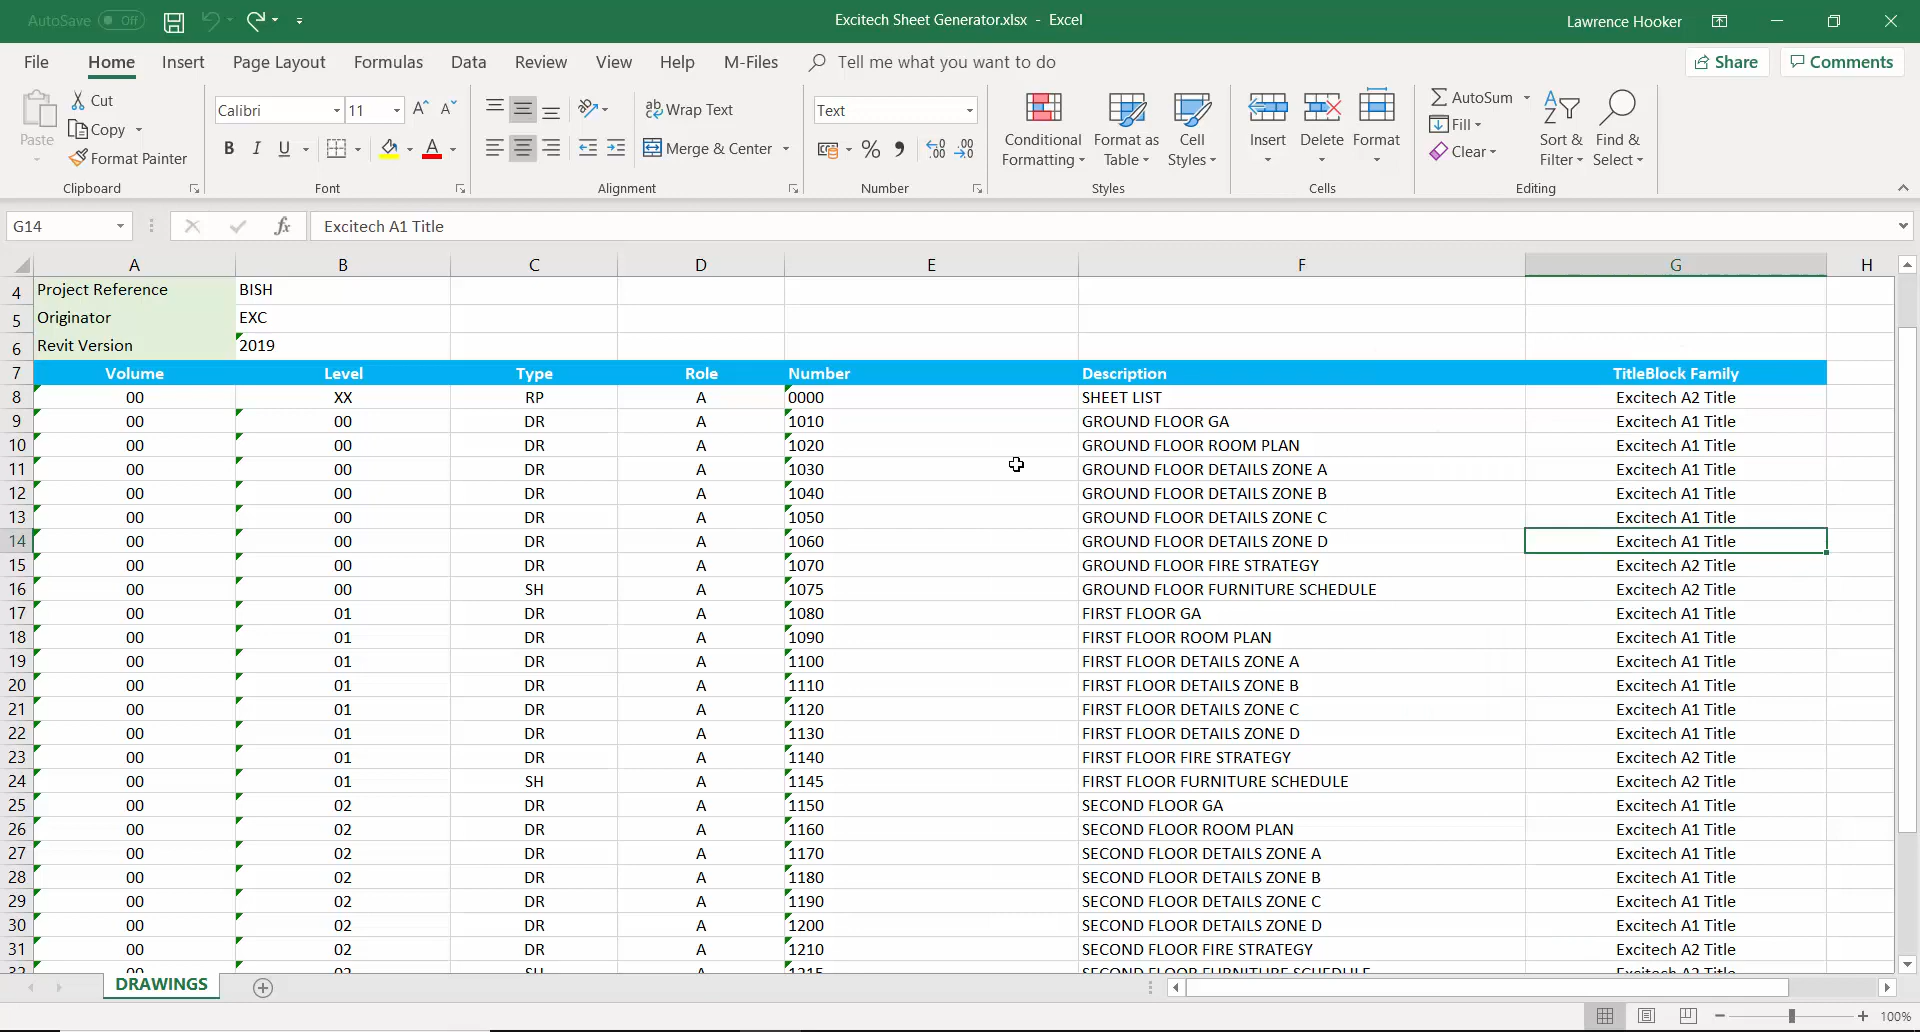 AutoSave Off Excitech Sheet Generator.xlsx - Excel Lawrence Hooker
File Home Insert Page Layout Formulas Data Review View Help M-Files Tell me what you want to do Share Comments
Paste Cut Copy Format Painter Clipboard
Calibri 11 B I U A Font
ab Wrap Text Merge & Center Alignment
Text % Number
Conditional Formatting Format as Table Cell Styles Styles
Insert Delete Format Cells
AutoSum Fill Clear Sort & Filter Find & Select Editing
G14 fx Excitech A1 Title
A B C D E F G H
4 Project Reference BISH
5 Originator EXC
6 Revit Version 2019
7 Volume Level Type Role Number Description TitleBlock Family
8 00 XX RP A 0000 SHEET LIST Excitech A2 Title
9 00 00 DR A 1010 GROUND FLOOR GA Excitech A1 Title
10 00 00 DR A 1020 GROUND FLOOR ROOM PLAN Excitech A1 Title
11 00 00 DR A 1030 GROUND FLOOR DETAILS ZONE A Excitech A1 Title
12 00 00 DR A 1040 GROUND FLOOR DETAILS ZONE B Excitech A1 Title
13 00 00 DR A 1050 GROUND FLOOR DETAILS ZONE C Excitech A1 Title
14 00 00 DR A 1060 GROUND FLOOR DETAILS ZONE D Excitech A1 Title
15 00 00 DR A 1070 GROUND FLOOR FIRE STRATEGY Excitech A2 Title
16 00 00 SH A 1075 GROUND FLOOR FURNITURE SCHEDULE Excitech A2 Title
17 00 01 DR A 1080 FIRST FLOOR GA Excitech A1 Title
18 00 01 DR A 1090 FIRST FLOOR ROOM PLAN Excitech A1 Title
19 00 01 DR A 1100 FIRST FLOOR DETAILS ZONE A Excitech A1 Title
20 00 01 DR A 1110 FIRST FLOOR DETAILS ZONE B Excitech A1 Title
21 00 01 DR A 1120 FIRST FLOOR DETAILS ZONE C Excitech A1 Title
22 00 01 DR A 1130 FIRST FLOOR DETAILS ZONE D Excitech A1 Title
23 00 01 DR A 1140 FIRST FLOOR FIRE STRATEGY Excitech A2 Title
24 00 01 SH A 1145 FIRST FLOOR FURNITURE SCHEDULE Excitech A2 Title
25 00 02 DR A 1150 SECOND FLOOR GA Excitech A1 Title
26 00 02 DR A 1160 SECOND FLOOR ROOM PLAN Excitech A1 Title
27 00 02 DR A 1170 SECOND FLOOR DETAILS ZONE A Excitech A1 Title
28 00 02 DR A 1180 SECOND FLOOR DETAILS ZONE B Excitech A1 Title
29 00 02 DR A 1190 SECOND FLOOR DETAILS ZONE C Excitech A1 Title
30 00 02 DR A 1200 SECOND FLOOR DETAILS ZONE D Excitech A1 Title
31 00 02 DR A 1210 SECOND FLOOR FIRE STRATEGY Excitech A2 Title
32 00 02 SH A 1215 SECOND FLOOR FURNITURE SCHEDULE Excitech A2 Title
DRAWINGS
100%